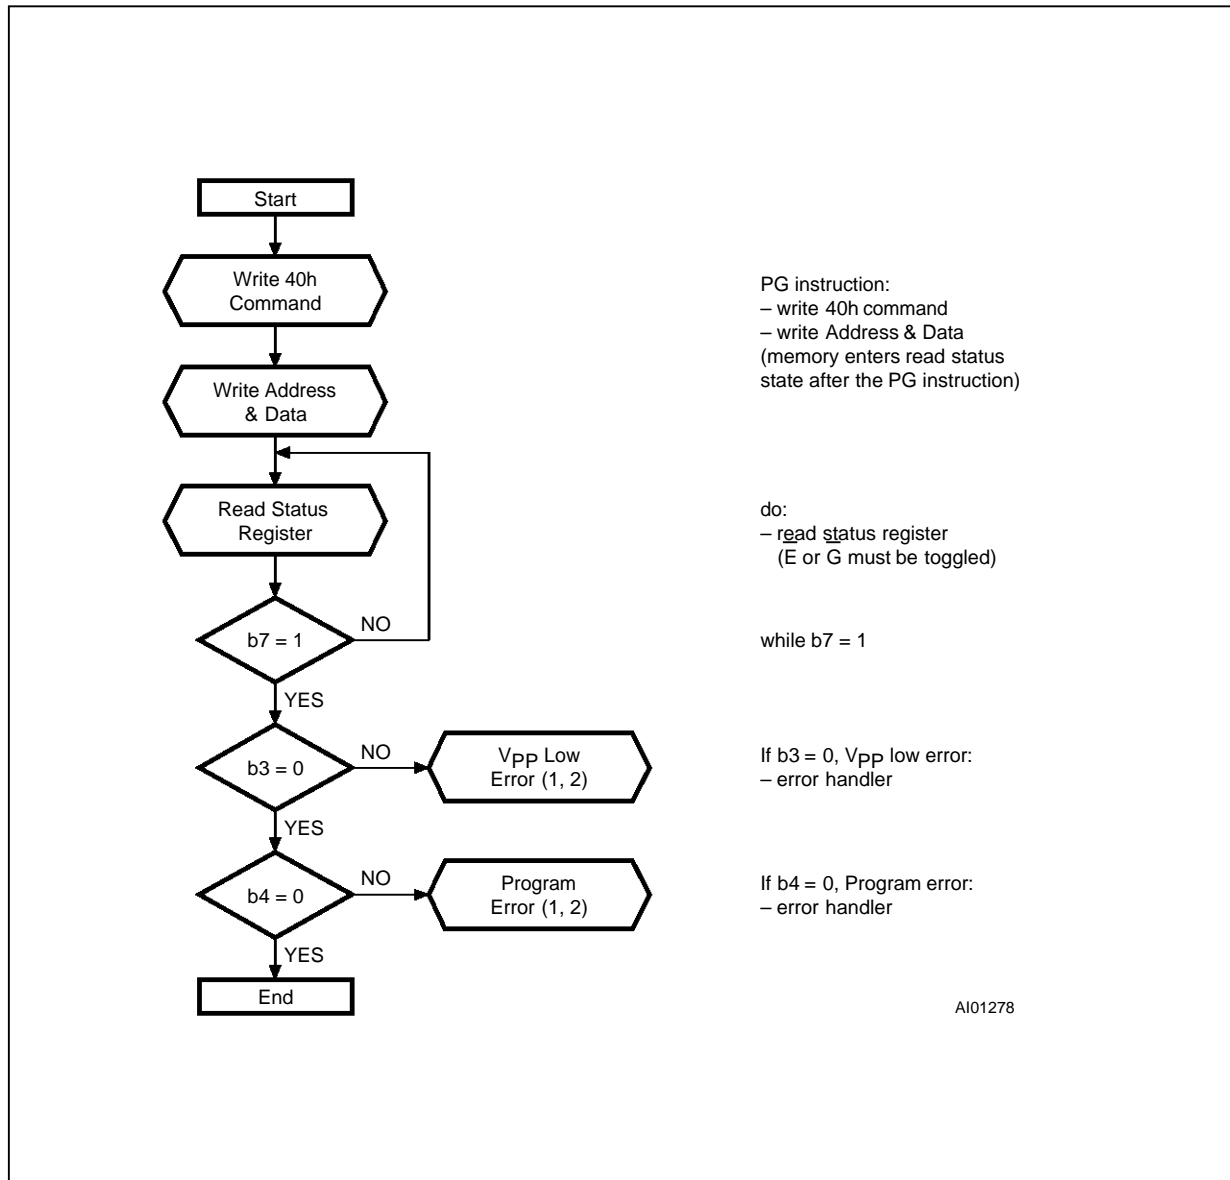 Start
Write 40h
Command
Write Address
& Data
Read Status
Register
b7 = 1
NO
YES
b3 = 0
NO
VPP Low
Error (1, 2)
YES
b4 = 0
NO
Program
Error (1, 2)
YES
End
PG instruction:
– write 40h command
– write Address & Data
(memory enters read status
state after the PG instruction)
do:
– read status register
(E or G must be toggled)
while b7 = 1
If b3 = 0, VPP low error:
– error handler
If b4 = 0, Program error:
– error handler
AI01278